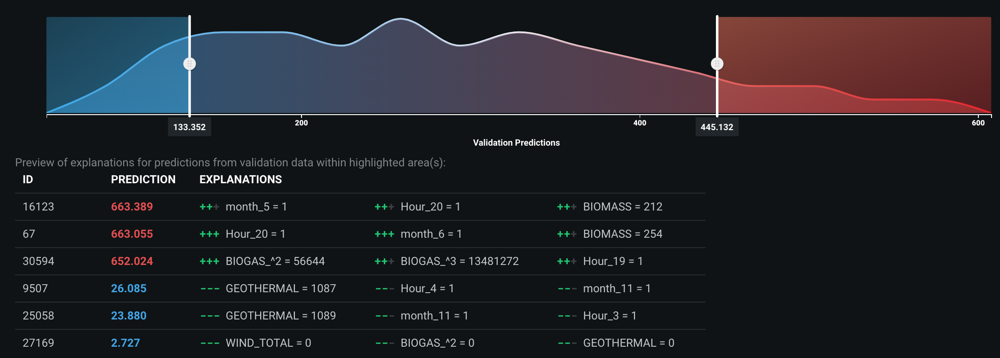 200 400 600
133.352 445.132
Validation Predictions
Preview of explanations for predictions from validation data within highlighted area(s):
ID PREDICTION EXPLANATIONS
16123 663.389 +++ month_5 = 1 +++ Hour_20 = 1 +++ BIOMASS = 212
67 663.055 +++ Hour_20 = 1 +++ month_6 = 1 +++ BIOMASS = 254
30594 652.024 +++ BIOGAS_^2 = 56644 +++ BIOGAS_^3 = 13481272 +++ Hour_19 = 1
9507 26.085 --- GEOTHERMAL = 1087 --- Hour_4 = 1 --- month_11 = 1
25058 23.880 --- GEOTHERMAL = 1089 --- month_11 = 1 --- Hour_3 = 1
27169 2.727 --- WIND_TOTAL = 0 --- BIOGAS_^2 = 0 --- GEOTHERMAL = 0